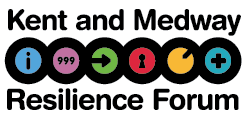 Kent and Medway
i 999
Resilience Forum